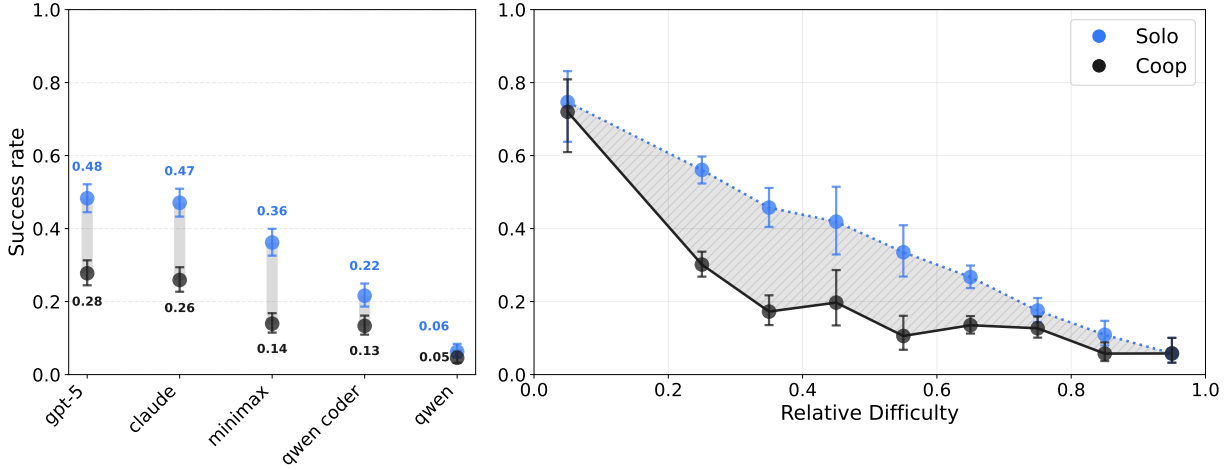 Success rate
1.0
0.8
0.6
0.4
0.2
0.0
0.48
0.47
0.36
0.22
0.06
0.28
0.26
0.14
0.13
0.05
gpt-5
claude
minimax
qwen coder
qwen
1.0
0.8
0.6
0.4
0.2
0.0
Solo
Coop
0.0 0.2 0.4 0.6 0.8 1.0
Relative Difficulty